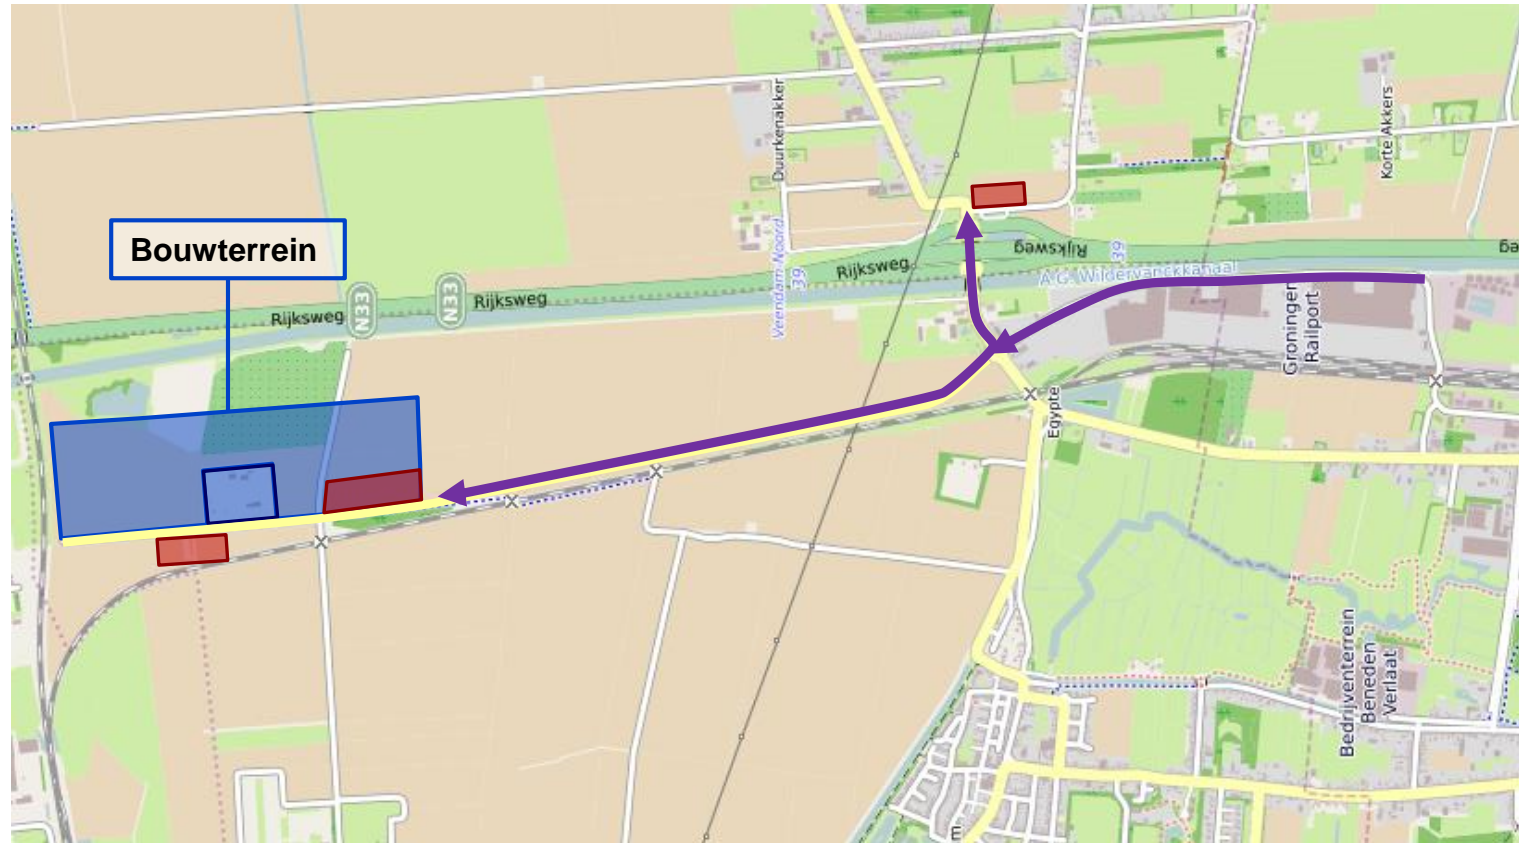 Duurkenakker
Korte Akkers
Bouwterrein
Veendam-Noord
39
Rijksweg
Rijksweg
39
A.G. Wildervanckkanaal
Rijksweg
N33
N33
Rijksweg
Groningen
Railport
Egypte
Bedrijventerrein
Beneden
Verlaat